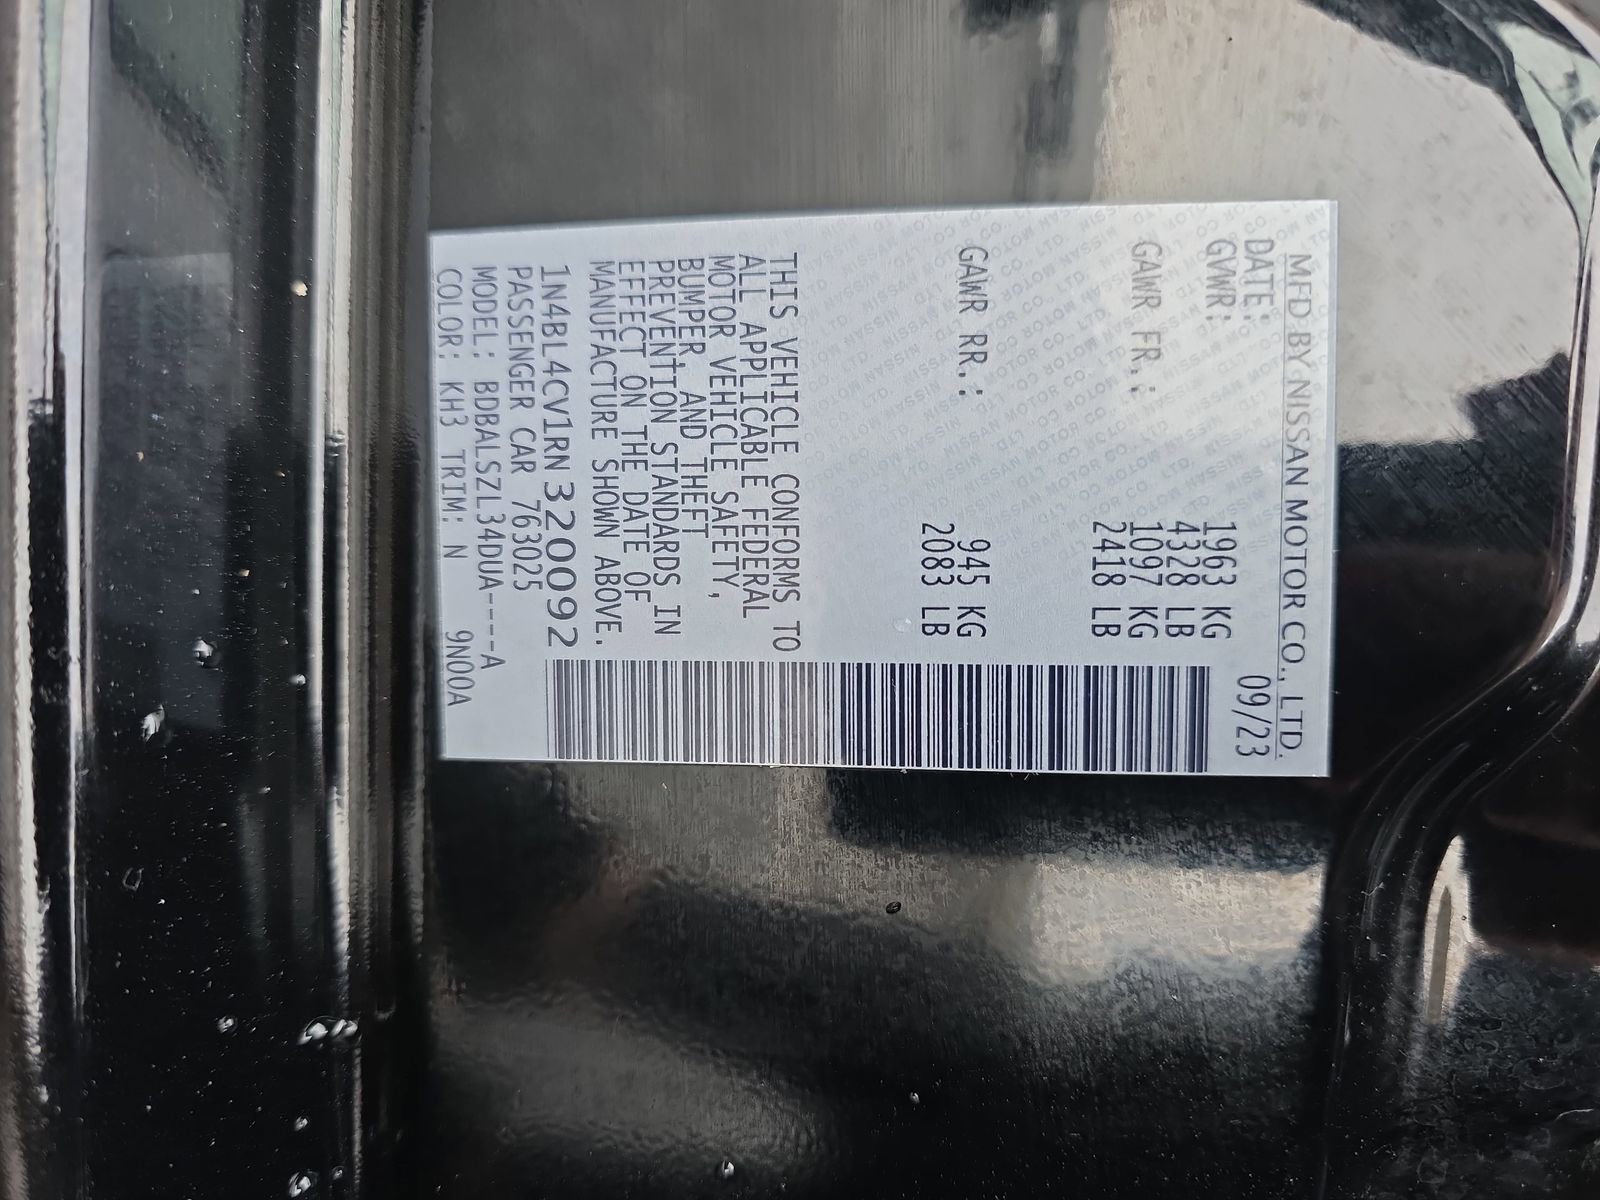 MFD BY NISSAN MOTOR CO., LTD.
DATE: 09/23
GVWR: 1963 KG
4328 LB
GAWR FR.: 1097 KG
2418 LB
GAWR RR.: 945 KG
2083 LB
THIS VEHICLE CONFORMS TO
ALL APPLICABLE FEDERAL
MOTOR VEHICLE SAFETY,
BUMPER, AND THEFT
PREVENTION STANDARDS IN
EFFECT ON THE DATE OF
MANUFACTURE SHOWN ABOVE.
1N4BL4CV1RN320092
PASSENGER CAR 763025
MODEL: BDBALSZL34DUA----A
COLOR: KH3 TRIM: N 9N00A